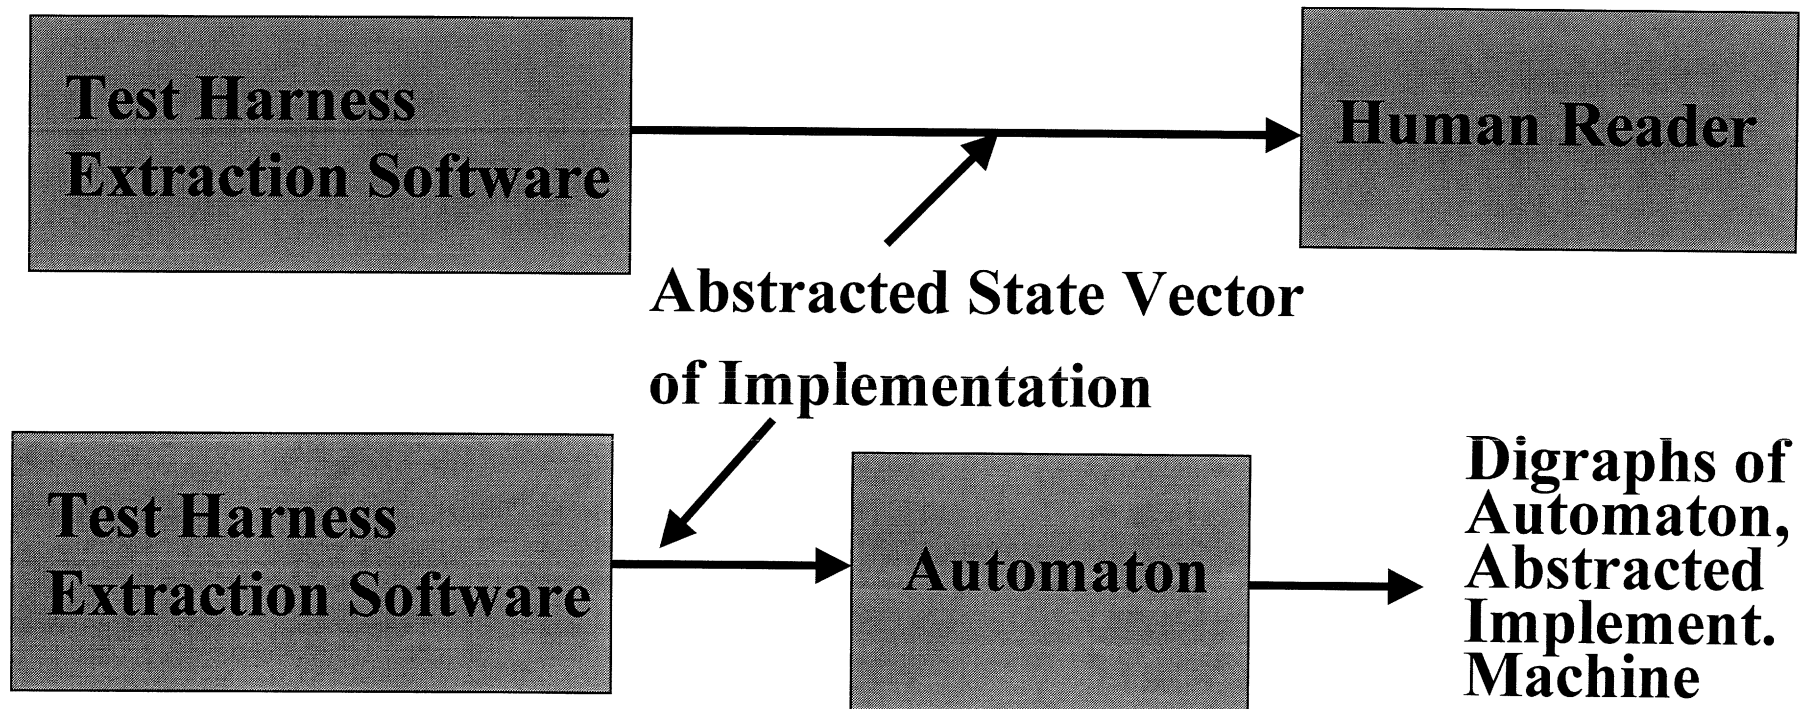 Test Harness
Extraction Software
Human Reader
Abstracted State Vector
of Implementation
Test Harness
Extraction Software
Automaton
Digraphs of
Automaton,
Abstracted
Implement.
Machine